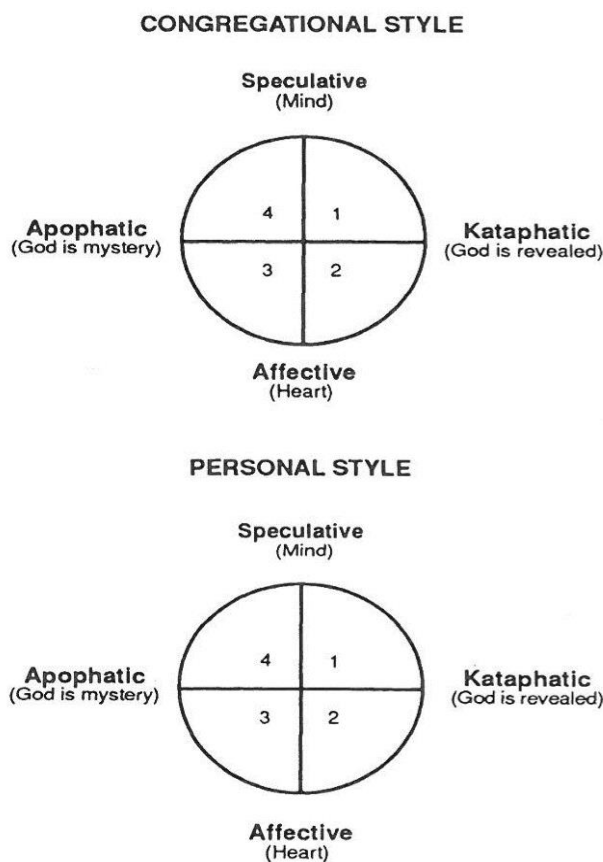 CONGREGATIONAL STYLE
Speculative
(Mind)
4 1
Apophatic
(God is mystery)
Kataphatic
(God is revealed)
3 2
Affective
(Heart)
PERSONAL STYLE
Speculative
(Mind)
4 1
Apophatic
(God is mystery)
Kataphatic
(God is revealed)
3 2
Affective
(Heart)